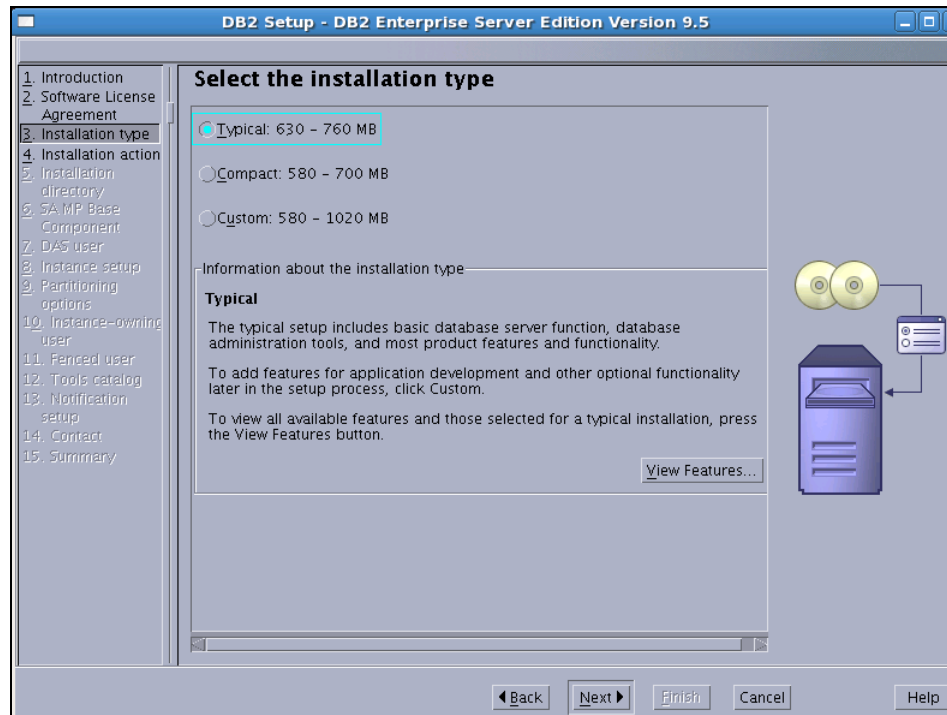 DB2 Setup - DB2 Enterprise Server Edition Version 9.5
1. Introduction
2. Software License
Agreement
3. Installation type
4. Installation action
5. Installation
directory
6. SA MP Base
Component
7. DAS user
8. Instance setup
9. Partitioning
options
10. Instance-owning
user
11. Fenced user
12. Tools catalog
13. Notification
setup
14. Contact
15. Summary
Select the installation type
Typical: 630 - 760 MB
Compact: 580 - 700 MB
Custom: 580 - 1020 MB
Information about the installation type
Typical
The typical setup includes basic database server function, database
administration tools, and most product features and functionality.
To add features for application development and other optional functionality
later in the setup process, click Custom.
To view all available features and those selected for a typical installation, press
the View Features button.
View Features...
Back Next Finish Cancel Help